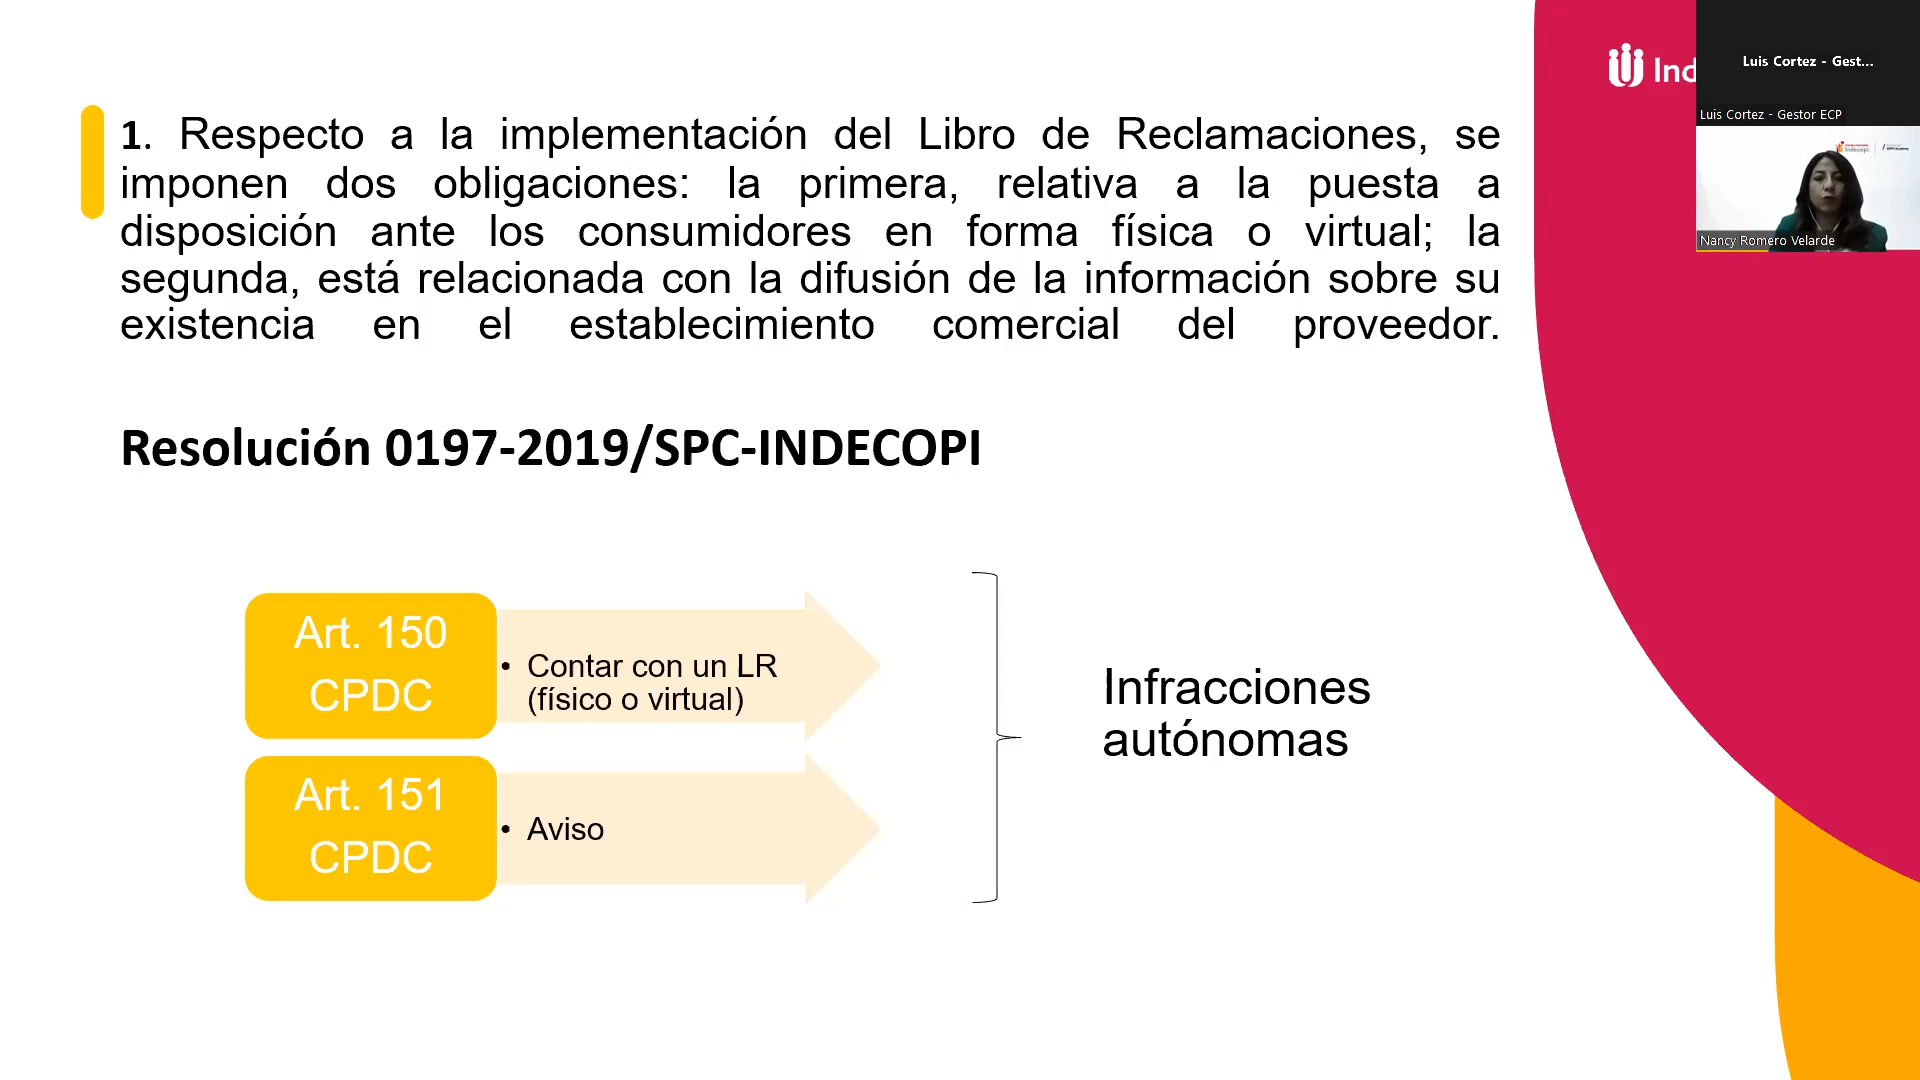 1. Respecto a la implementación del Libro de Reclamaciones, se
imponen dos obligaciones: la primera, relativa a la puesta a
disposición ante los consumidores en forma física o virtual; la
segunda, está relacionada con la difusión de la información sobre su
existencia en el establecimiento comercial del proveedor.
Resolución 0197-2019/SPC-INDECOPI
Art. 150
CPDC
• Contar con un LR
(físico o virtual)
Art. 151
CPDC
• Aviso
Infracciones
autónomas
Ind
Luis Cortez - Gest...
Luis Cortez - Gestor ECP
Nancy Romero Velarde